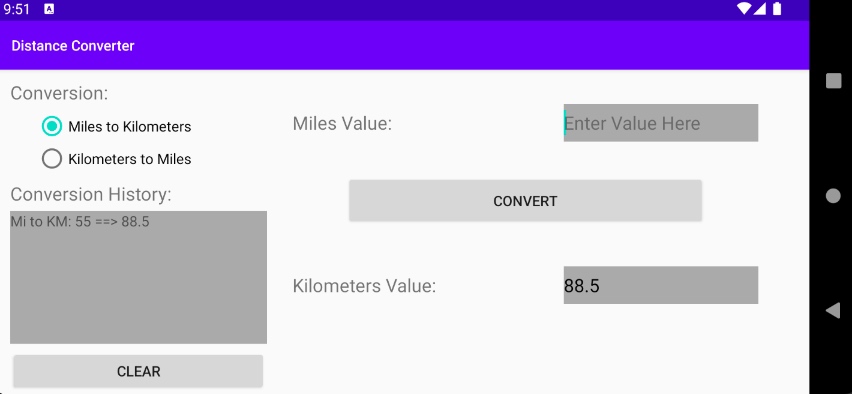 9:51
A
Distance Converter
Conversion:
Miles to Kilometers
Kilometers to Miles
Conversion History:
Mi to KM: 55 ==> 88.5
CLEAR
Miles Value:
Enter Value Here
CONVERT
Kilometers Value:
88.5